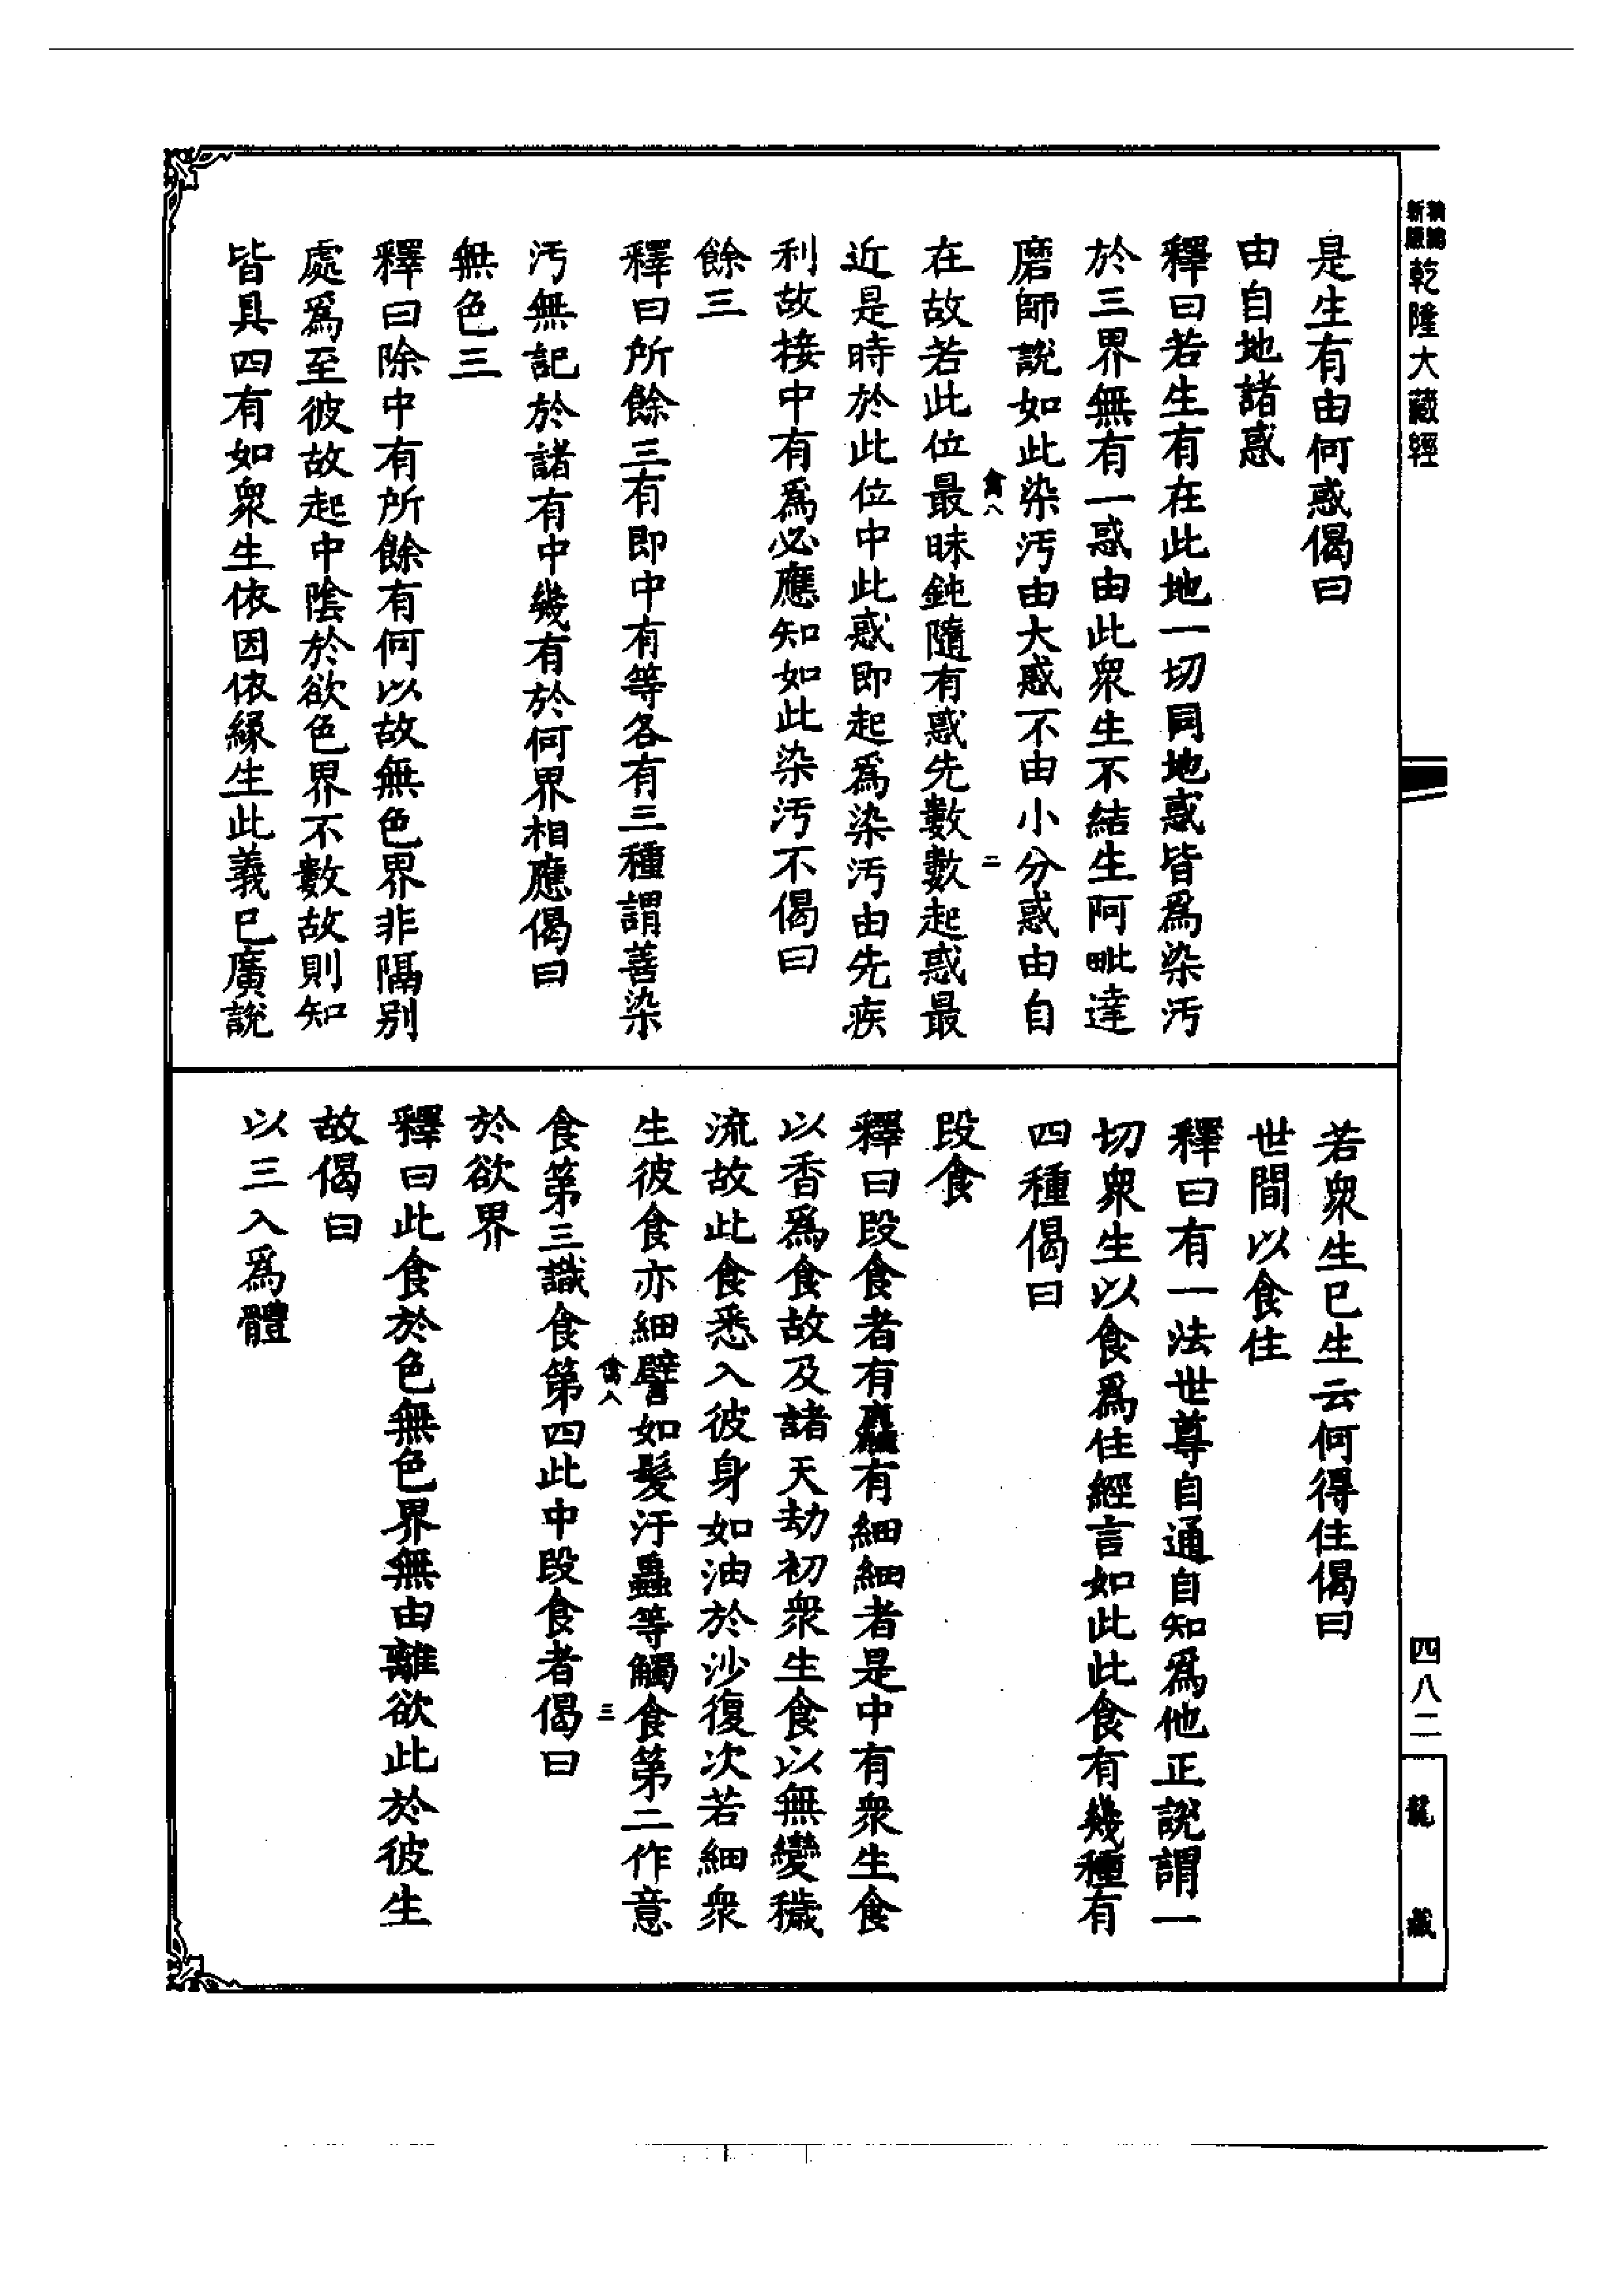 新版
精縮
乾隆大藏經
四八二
龍藏
是生有由何惑偈曰
由自地諸惑
釋曰若生有在此地一切同地惑皆爲染汚
於三界無有一惑由此衆生不結生阿毗達
磨師說如此染汚由大惑不由小分惑由自
禽八
二
在故若此位最昧鈍隨有惑先數數起惑最
近是時於此位中此惑即起爲染汚由先疾
利故接中有爲必應知如此染汚不偈曰
餘三
釋曰所餘三有即中有等各有三種謂善染
汚無記於諸有中幾有於何界相應偈曰
無色三
釋曰除中有所餘有何以故無色界非隔別
處爲至彼故起中陰於欲色界不數故則知
皆具四有如衆生依因依緣生此義已廣說
若衆生已生云何得住偈曰
世間以食住
釋曰有一法世尊自通自知爲他正說謂一
切衆生以食爲住經言如此此食有幾種有
四種偈曰
段食
釋曰段食者有麤有細細者是中有衆生食
以香爲食故及諸天劫初衆生食以無變穢
流故此食悉入彼身如油於沙復次若細衆
生彼食亦細譬如髮汙蟲等觸食第二作意
禽八
三
食第三識食第四此中段食者偈曰
於欲界
釋曰此食於色無色界無由離欲此於彼生
故偈曰
以三入爲體